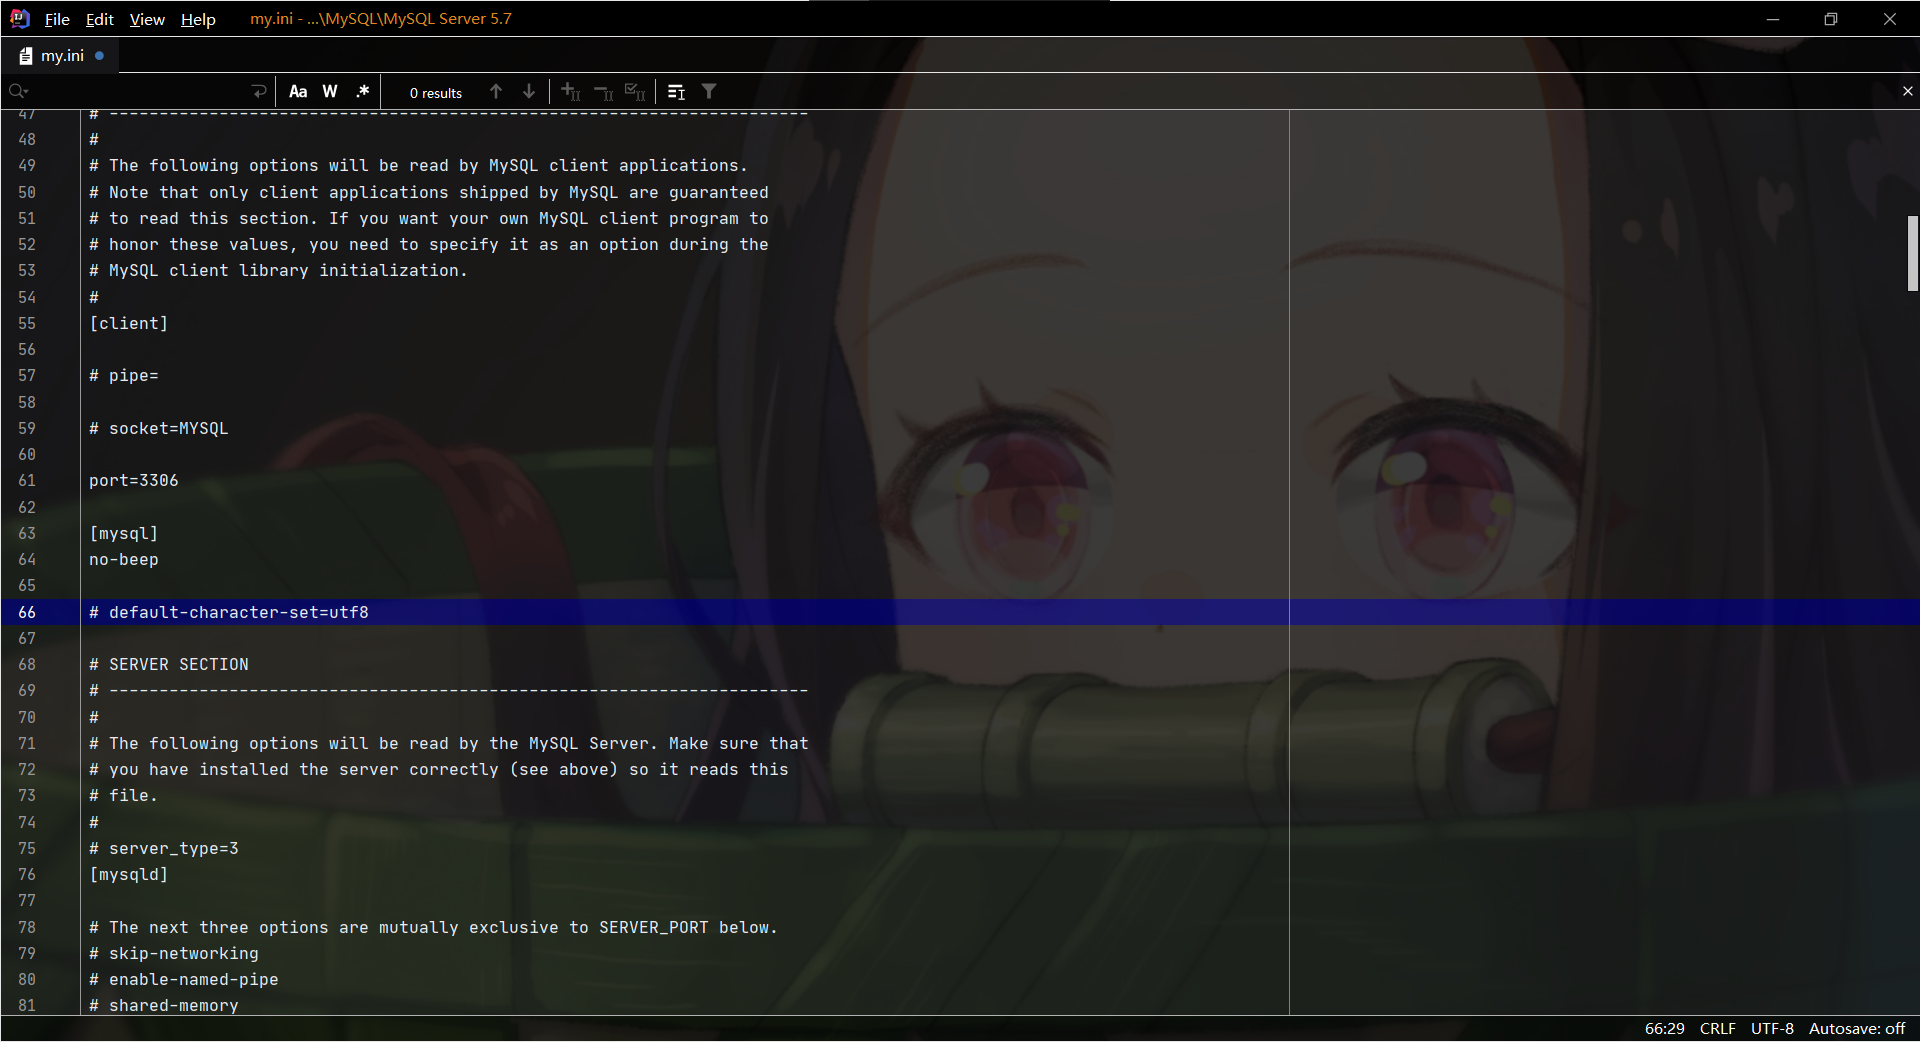 File Edit View Help my.ini - ...\MySQL\MySQL Server 5.7
my.ini
Aa W .* 0 results
47 # ----------------------------------------------------------------------
48 #
49 # The following options will be read by MySQL client applications.
50 # Note that only client applications shipped by MySQL are guaranteed
51 # to read this section. If you want your own MySQL client program to
52 # honor these values, you need to specify it as an option during the
53 # MySQL client library initialization.
54 #
55 [client]
56
57 # pipe=
58
59 # socket=MYSQL
60
61 port=3306
62
63 [mysql]
64 no-beep
65
66 # default-character-set=utf8
67
68 # SERVER SECTION
69 # ----------------------------------------------------------------------
70 #
71 # The following options will be read by the MySQL Server. Make sure that
72 # you have installed the server correctly (see above) so it reads this
73 # file.
74 #
75 # server_type=3
76 [mysqld]
77
78 # The next three options are mutually exclusive to SERVER_PORT below.
79 # skip-networking
80 # enable-named-pipe
81 # shared-memory
66:29 CRLF UTF-8 Autosave: off